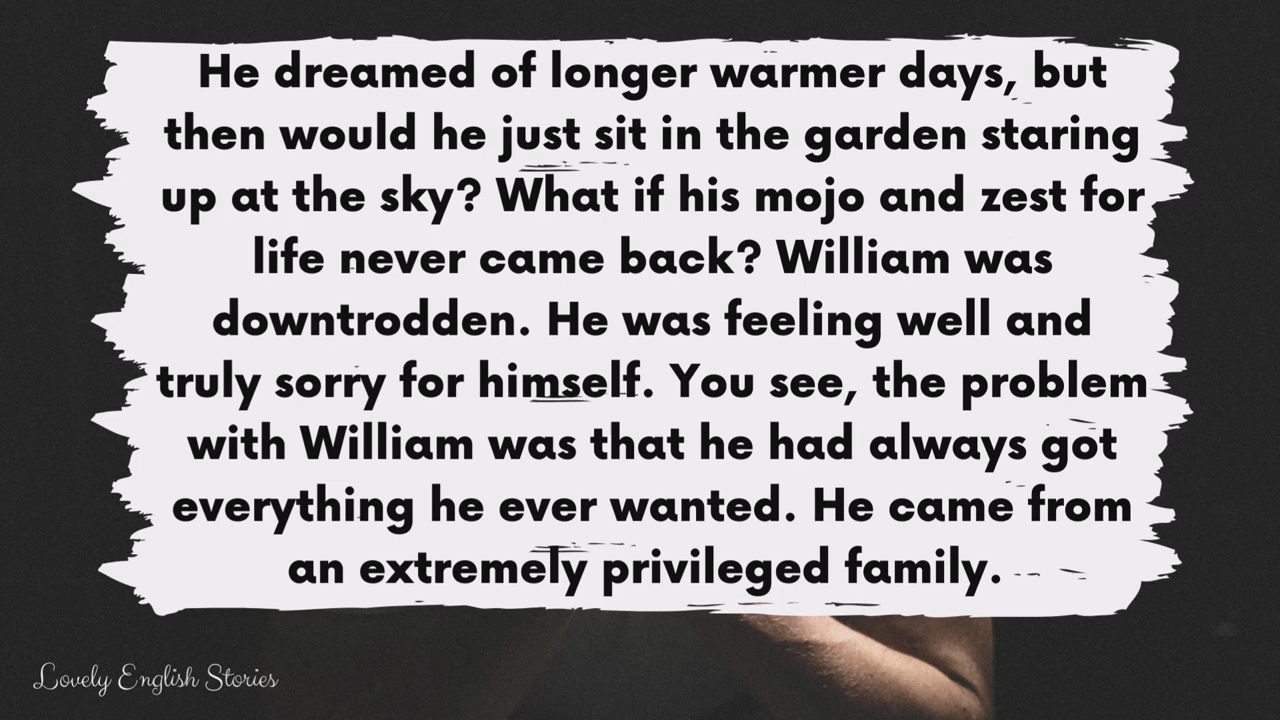 He dreamed of longer warmer days, but
then would he just sit in the garden staring
up at the sky? What if his mojo and zest for
life never came back? William was
downtrodden. He was feeling well and
truly sorry for himself. You see, the problem
with William was that he had always got
everything he ever wanted. He came from
an extremely privileged family.
Lovely English Stories